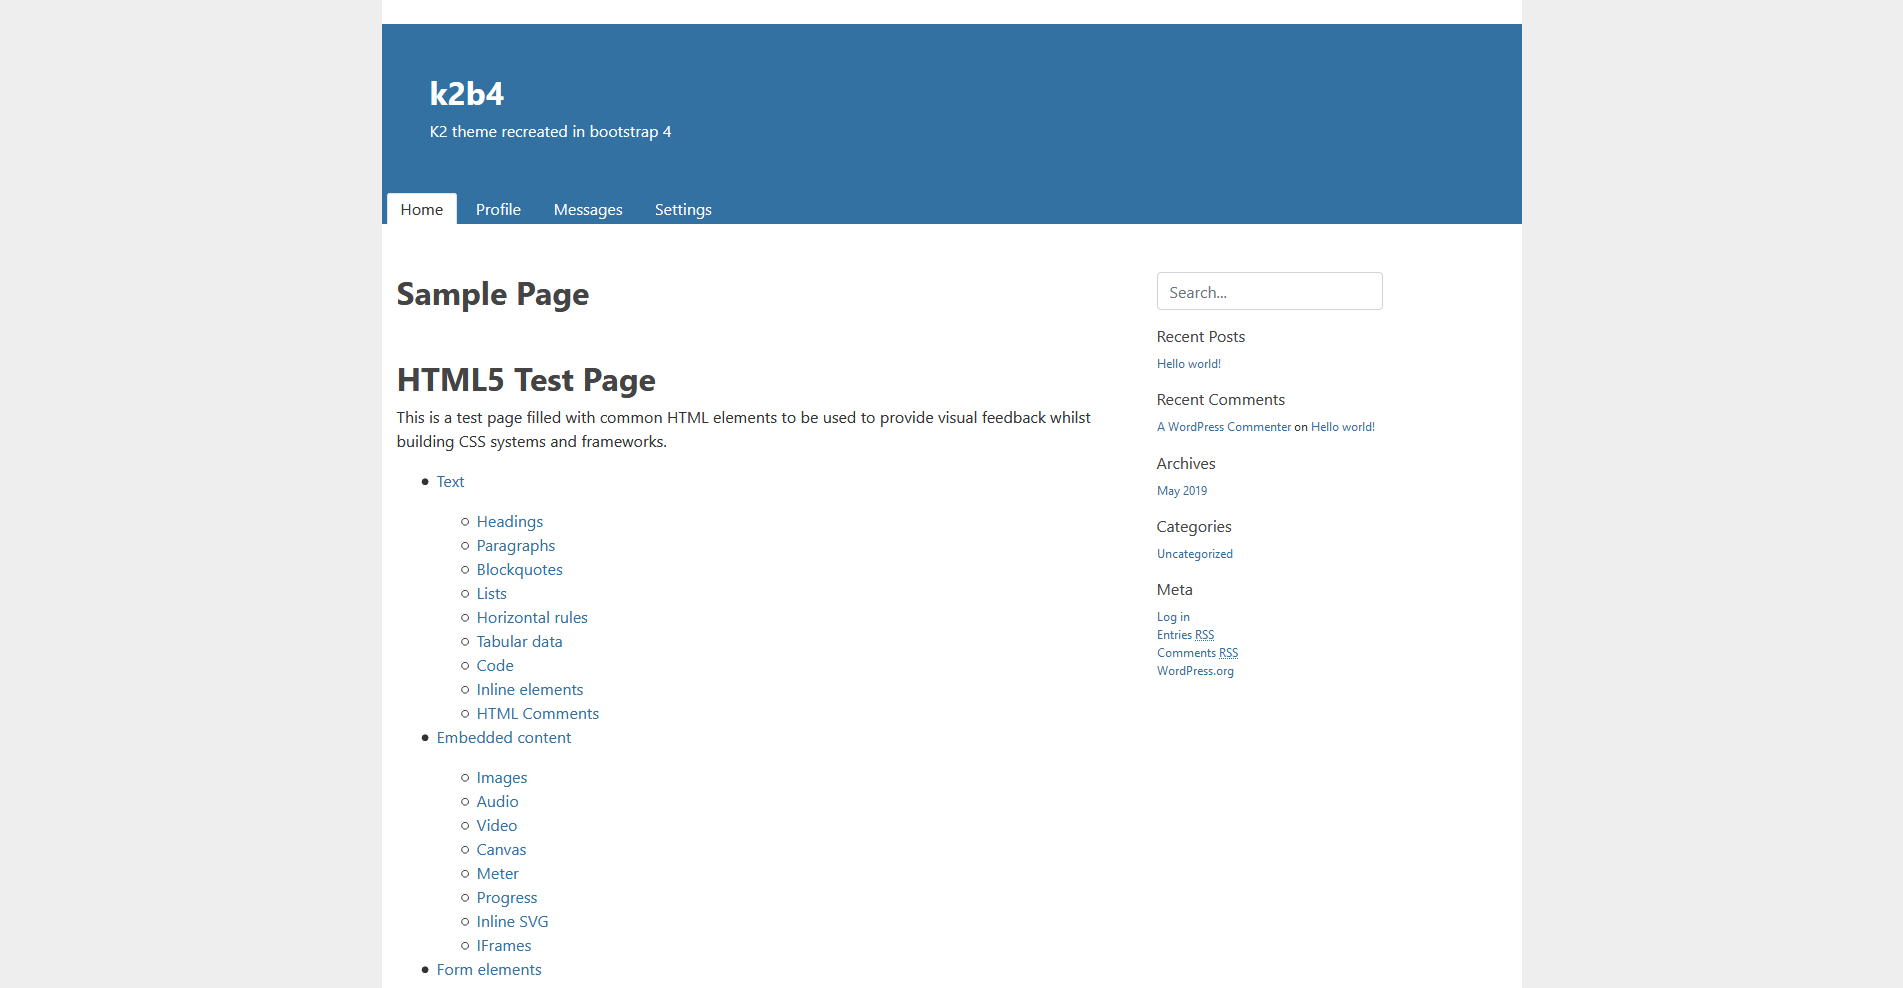 k2b4
K2 theme recreated in bootstrap 4
Home Profile Messages Settings
Sample Page
HTML5 Test Page
This is a test page filled with common HTML elements to be used to provide visual feedback whilst
building CSS systems and frameworks.
Text
Headings
Paragraphs
Blockquotes
Lists
Horizontal rules
Tabular data
Code
Inline elements
HTML Comments
Embedded content
Images
Audio
Video
Canvas
Meter
Progress
Inline SVG
IFrames
Form elements
Search...
Recent Posts
Hello world!
Recent Comments
A WordPress Commenter on Hello world!
Archives
May 2019
Categories
Uncategorized
Meta
Log in
Entries RSS
Comments RSS
WordPress.org